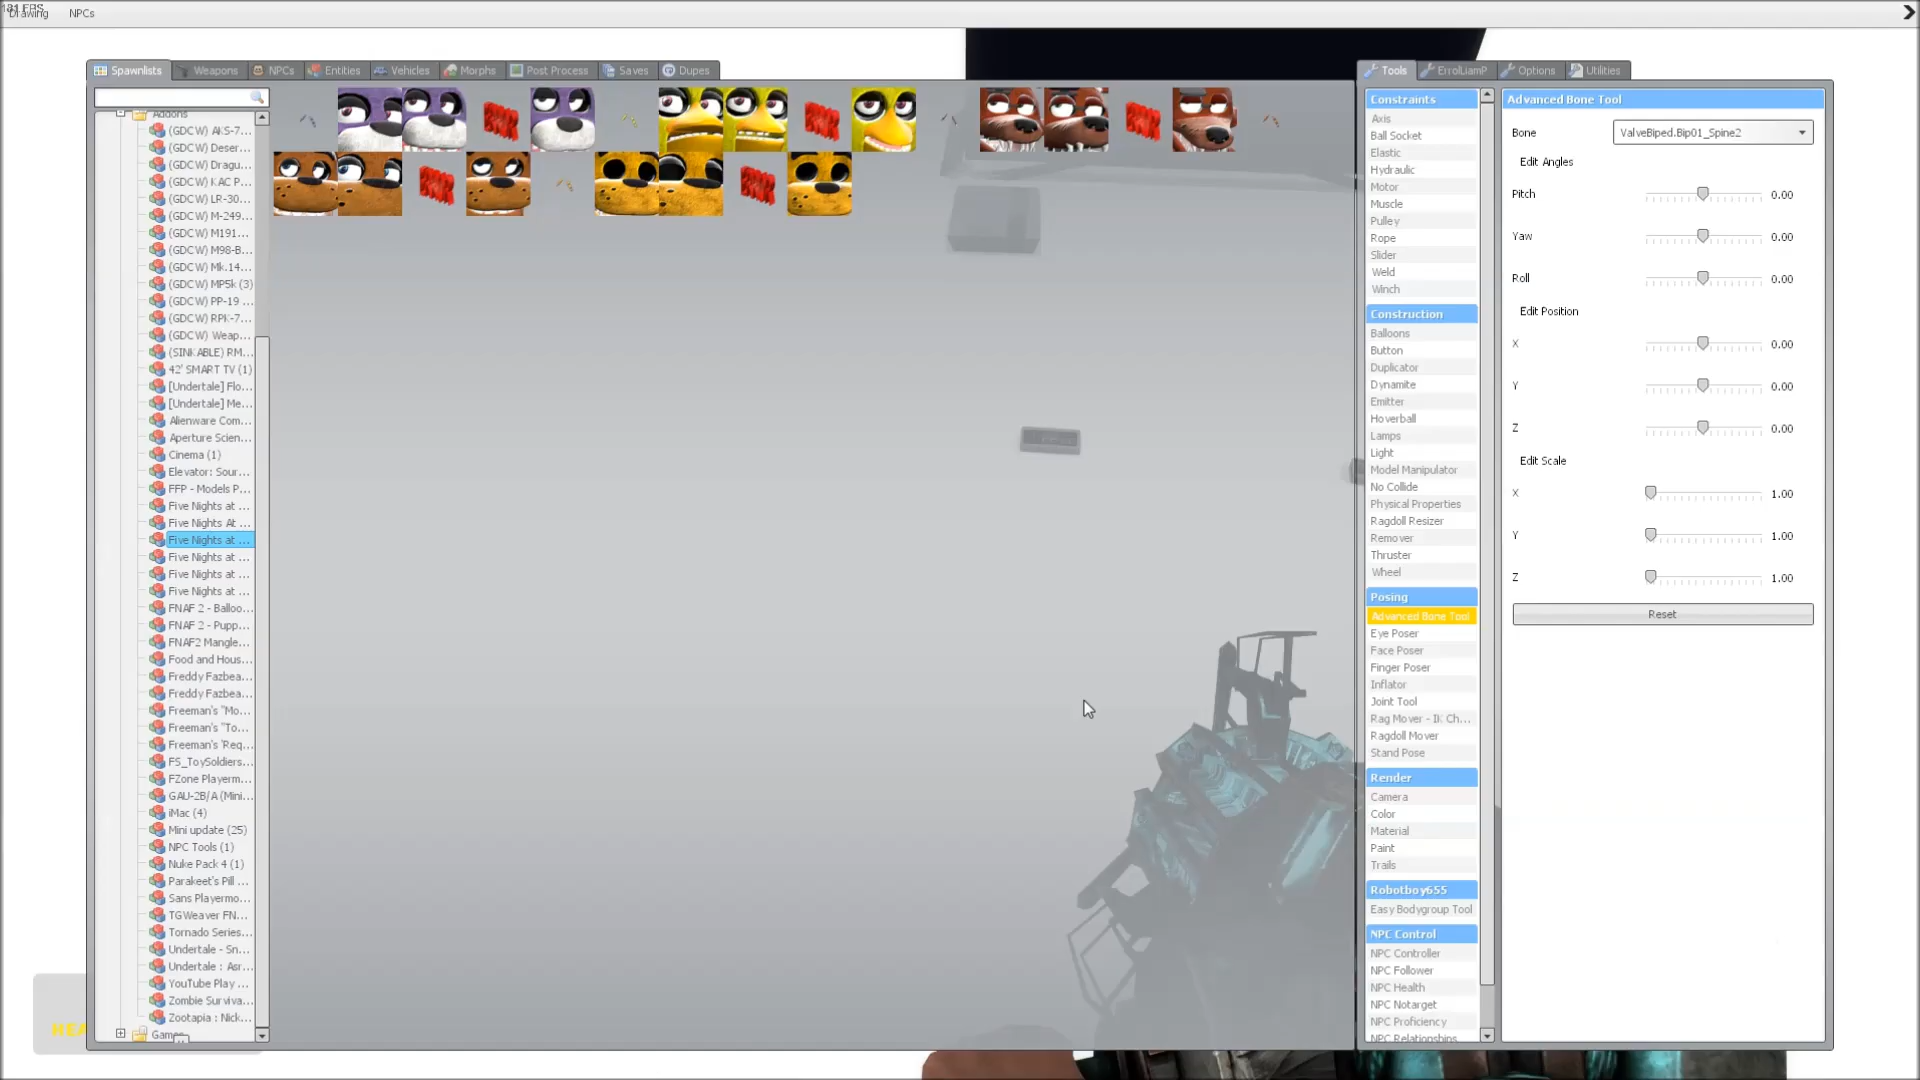 Drawing NPCs
Spawnlists Weapons NPCs Entities Vehicles Morphs Post Process Saves Dupes
Tools ErrolLiamP Options Utilities
Addons
(GDCW) AKS-7...
(GDCW) Deser...
(GDCW) Dragu...
(GDCW) KAC P...
(GDCW) LR-30...
(GDCW) M-249...
(GDCW) M191...
(GDCW) M98-B...
(GDCW) Mk.14...
(GDCW) MP5k (3)
(GDCW) PP-19 ...
(GDCW) RPK-7...
(GDCW) Weap...
(SINKABLE) RM...
42' SMART TV (1)
[Undertale] Flo...
[Undertale] Me...
Alienware Com...
Aperture Scien...
Cinema (1)
Elevator: Sour...
FFP - Models P...
Five Nights at ...
Five Nights At ...
Five Nights at ...
Five Nights at ...
Five Nights at ...
Five Nights at ...
FNAF 2 - Balloo...
FNAF 2 - Pupp...
FNAF2 Mangle...
Food and Hous...
Freddy Fazbea...
Freddy Fazbea...
Freeman's "Mo...
Freeman's "To...
Freeman's 'Req...
FS_ToySoldiers...
FZone Playerm...
GAU-2B/A (Mini...
iMac (4)
Mini update (25)
NPC Tools (1)
Nuke Pack 4 (1)
Parakeet's Pill ...
Sans Playermo...
TGWeaver FN...
Tornado Series...
Undertale - Sn...
Undertale : Asr...
YouTube Play ...
Zombie Surviva...
Zootapia : Nick...
Games
Constraints
Axis
Ball Socket
Elastic
Hydraulic
Motor
Muscle
Pulley
Rope
Slider
Weld
Winch
Construction
Balloons
Button
Duplicator
Dynamite
Emitter
Hoverball
Lamps
Light
Model Manipulator
No Collide
Physical Properties
Ragdoll Resizer
Remover
Thruster
Wheel
Posing
Advanced Bone Tool
Eye Poser
Face Poser
Finger Poser
Inflator
Joint Tool
Rag Mover - IK Ch...
Ragdoll Mover
Stand Pose
Render
Camera
Color
Material
Paint
Trails
Robotboy655
Easy Bodygroup Tool
NPC Control
NPC Controller
NPC Follower
NPC Health
NPC Notarget
NPC Proficiency
NPC Relationships
Advanced Bone Tool
Bone ValveBiped.Bip01_Spine2
Edit Angles
Pitch 0.00
Yaw 0.00
Roll 0.00
Edit Position
X 0.00
Y 0.00
Z 0.00
Edit Scale
X 1.00
Y 1.00
Z 1.00
Reset